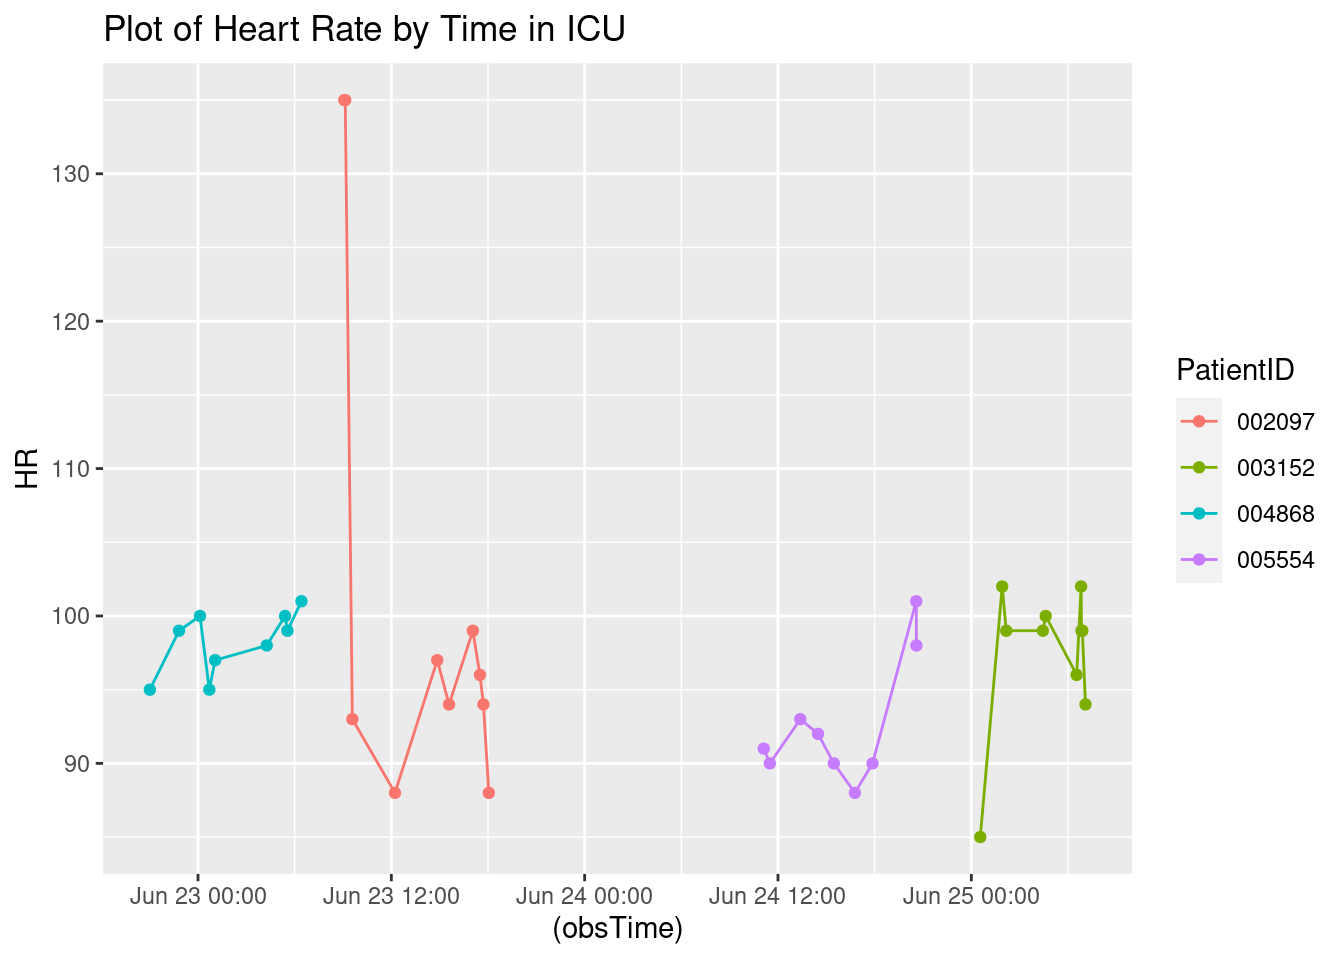 Plot of Heart Rate by Time in ICU
HR
130
120
110
100
90
Jun 23 00:00
Jun 23 12:00
Jun 24 00:00
Jun 24 12:00
Jun 25 00:00
(obsTime)
PatientID
002097
003152
004868
005554